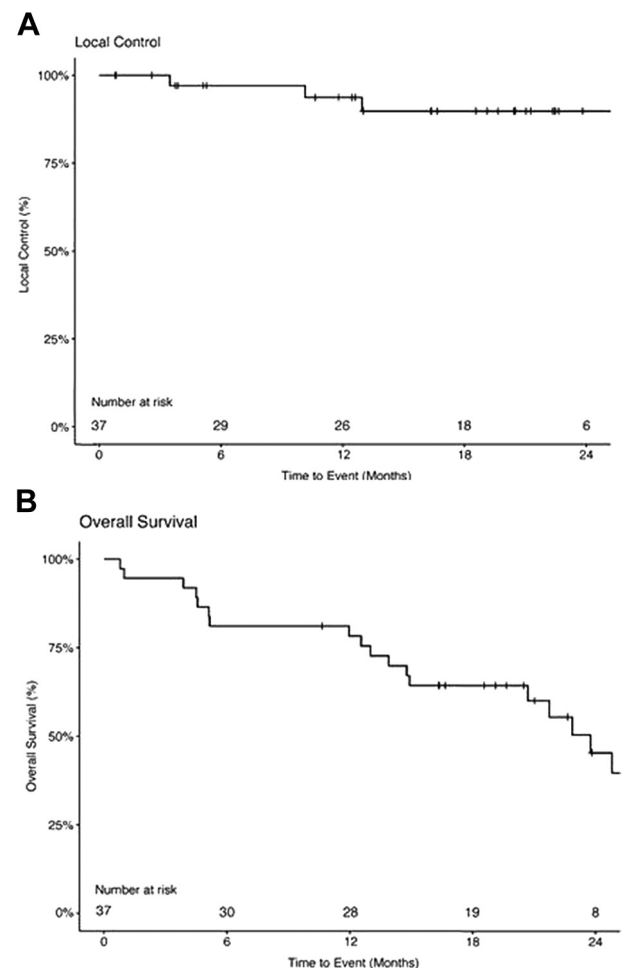 A
Local Control
100%
75%
50%
25%
0%
Local Control (%)
Number at risk
37 29 26 18 6
0 6 12 18 24
Time to Event (Months)
B
Overall Survival
100%
75%
50%
25%
0%
Overall Survival (%)
Number at risk
37 30 28 19 8
0 6 12 18 24
Time to Event (Months)